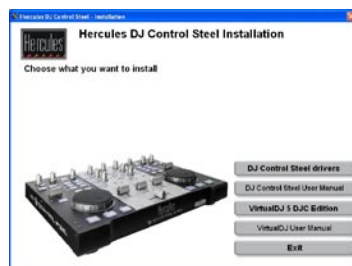 Hercules DJ Control Steel - Installation
Hercules
Hercules DJ Control Steel Installation
Choose what you want to install
DJ Control Steel drivers
DJ Control Steel User Manual
VirtualDJ 5 DJC Edition
VirtualDJ User Manual
Exit